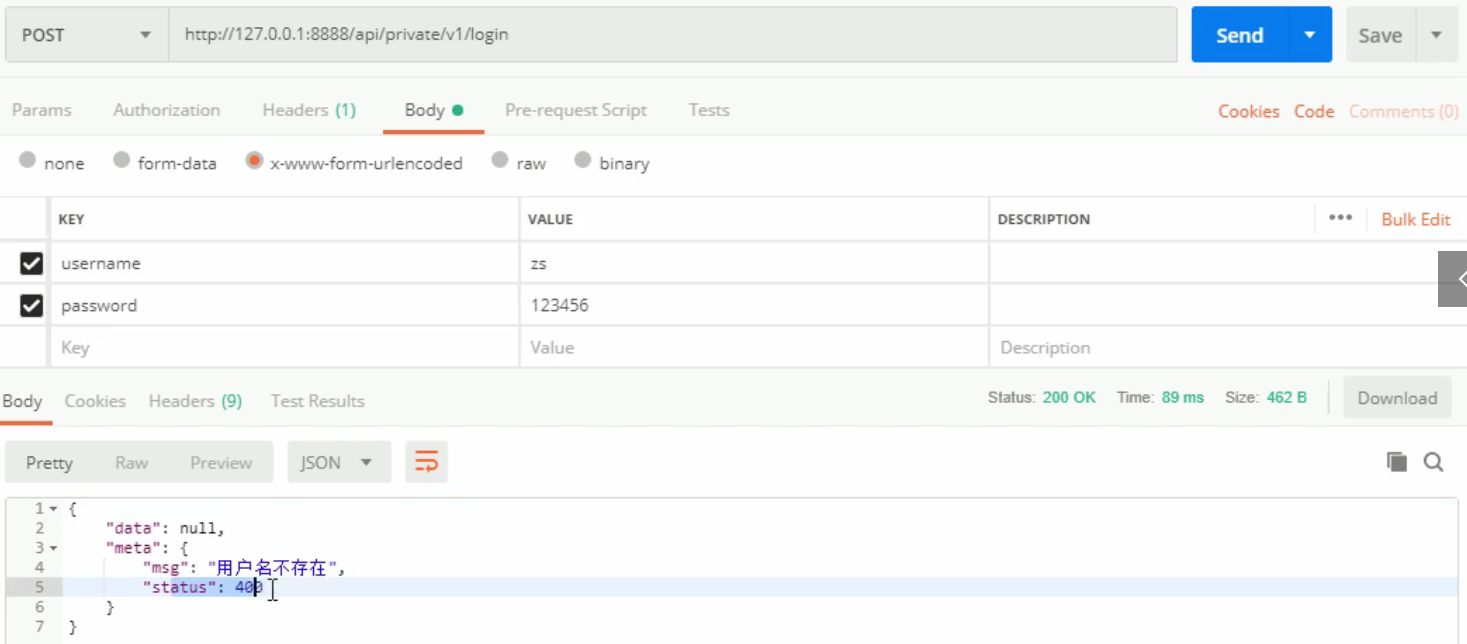 POST http://127.0.0.1:8888/api/private/v1/login Send Save
Params Authorization Headers (1) Body Pre-request Script Tests Cookies Code Comments (0)
none form-data x-www-form-urlencoded raw binary
KEY VALUE DESCRIPTION ••• Bulk Edit
username zs
password 123456
Key Value Description
Body Cookies Headers (9) Test Results Status: 200 OK Time: 89 ms Size: 462 B Download
Pretty Raw Preview JSON
1 {
2 "data": null,
3 "meta": {
4 "msg": "用户名不存在",
5 "status": 400
6 }
7 }